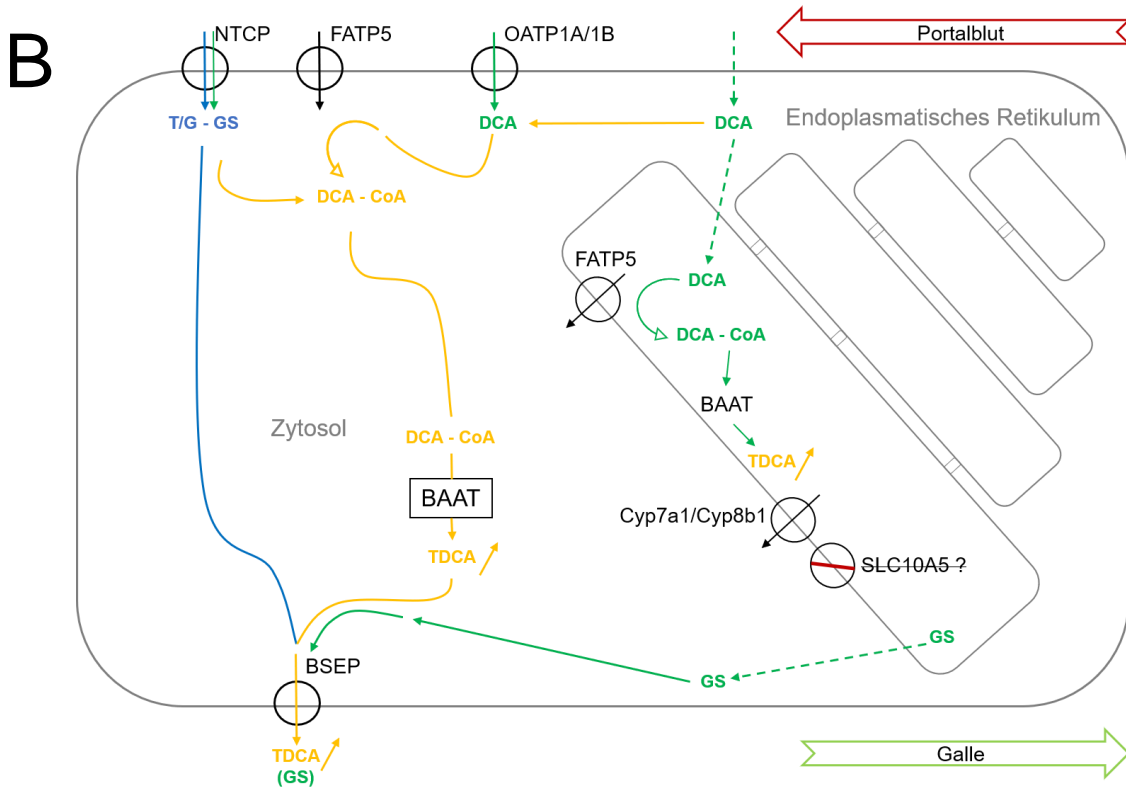 B
NTCP
FATP5
OATP1A/1B
Portalblut
T/G - GS
DCA
DCA
Endoplasmatisches Retikulum
DCA - CoA
FATP5
DCA
DCA - CoA
BAAT
Zytosol
DCA - CoA
TDCA
BAAT
Cyp7a1/Cyp8b1
TDCA
SLC10A5 ?
GS
BSEP
GS
TDCA
(GS)
Galle